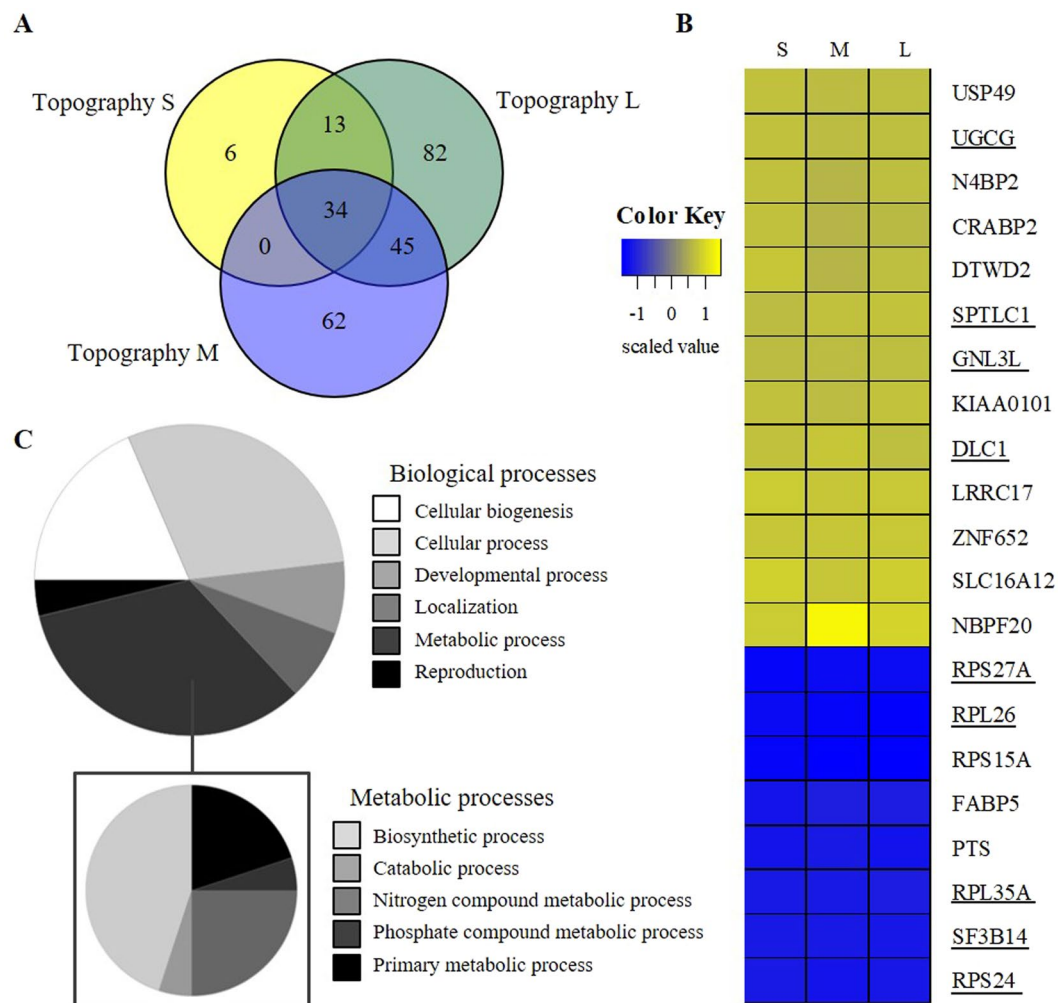 A
Topography S
Topography L
13
6
82
34
0
45
62
Topography M
B
S M L
Color Key
-1 0 1
scaled value
USP49
UGCG
N4BP2
CRABP2
DTWD2
SPTLC1
GNL3L
KIAA0101
DLC1
LRRC17
ZNF652
SLC16A12
NBPF20
RPS27A
RPL26
RPS15A
FABP5
PTS
RPL35A
SF3B14
RPS24
C
Biological processes
Cellular biogenesis
Cellular process
Developmental process
Localization
Metabolic process
Reproduction
Metabolic processes
Biosynthetic process
Catabolic process
Nitrogen compound metabolic process
Phosphate compound metabolic process
Primary metabolic process